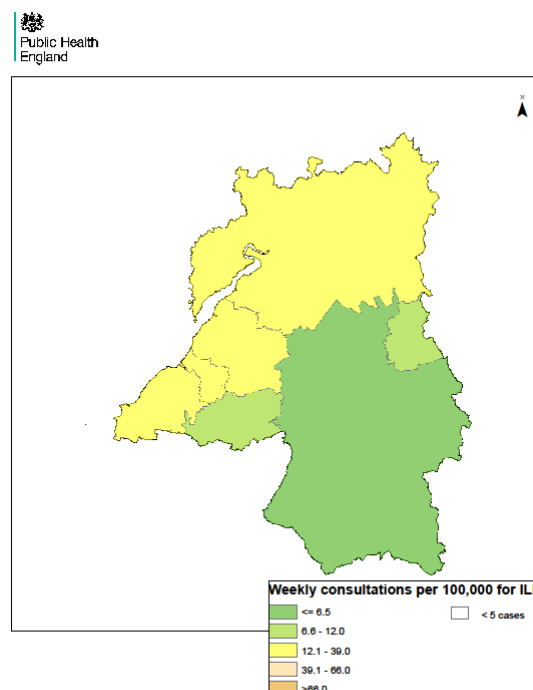 Public Health
England
N
Weekly consultations per 100,000 for IL
<= 6.5
< 5 cases
6.6 - 12.0
12.1 - 39.0
39.1 - 66.0
>66.0